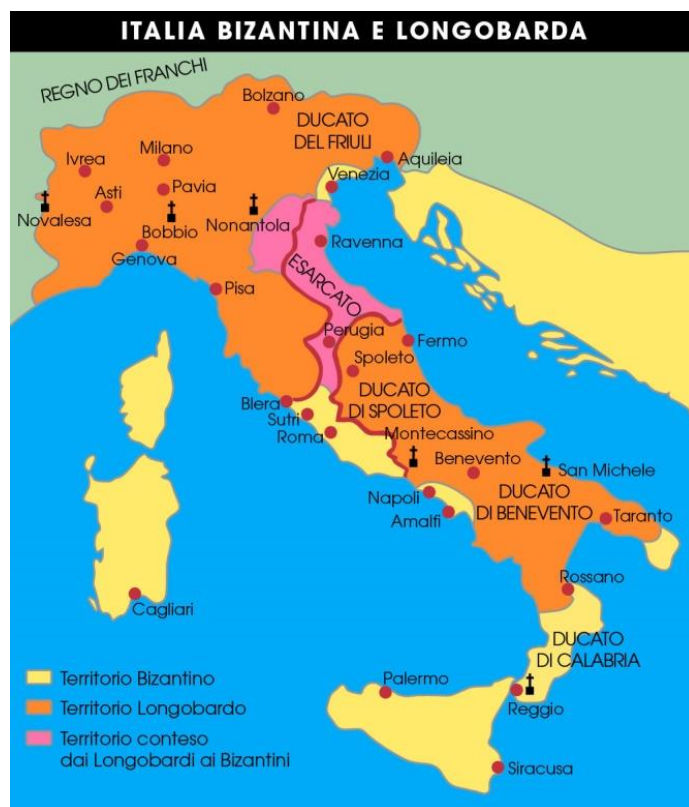 ITALIA BIZANTINA E LONGOBARDA
REGNO DEI FRANCHI
Bolzano
DUCATO
DEL FRIULI
Milano
Ivrea
Aquileia
Venezia
Asti
Pavia
Novalesa
Bobbio
Nonantola
Genova
Ravenna
Pisa
ESARCATO
Perugia
Fermo
Spoleto
Blera
DUCATO
DI SPOLETO
Sutri
Roma
Montecassino
Benevento
San Michele
Napoli
DUCATO
DI BENEVENTO
Amalfi
Taranto
Rossano
Cagliari
DUCATO
DI CALABRIA
Palermo
Reggio
Siracusa
Territorio Bizantino
Territorio Longobardo
Territorio conteso
dai Longobardi ai Bizantini